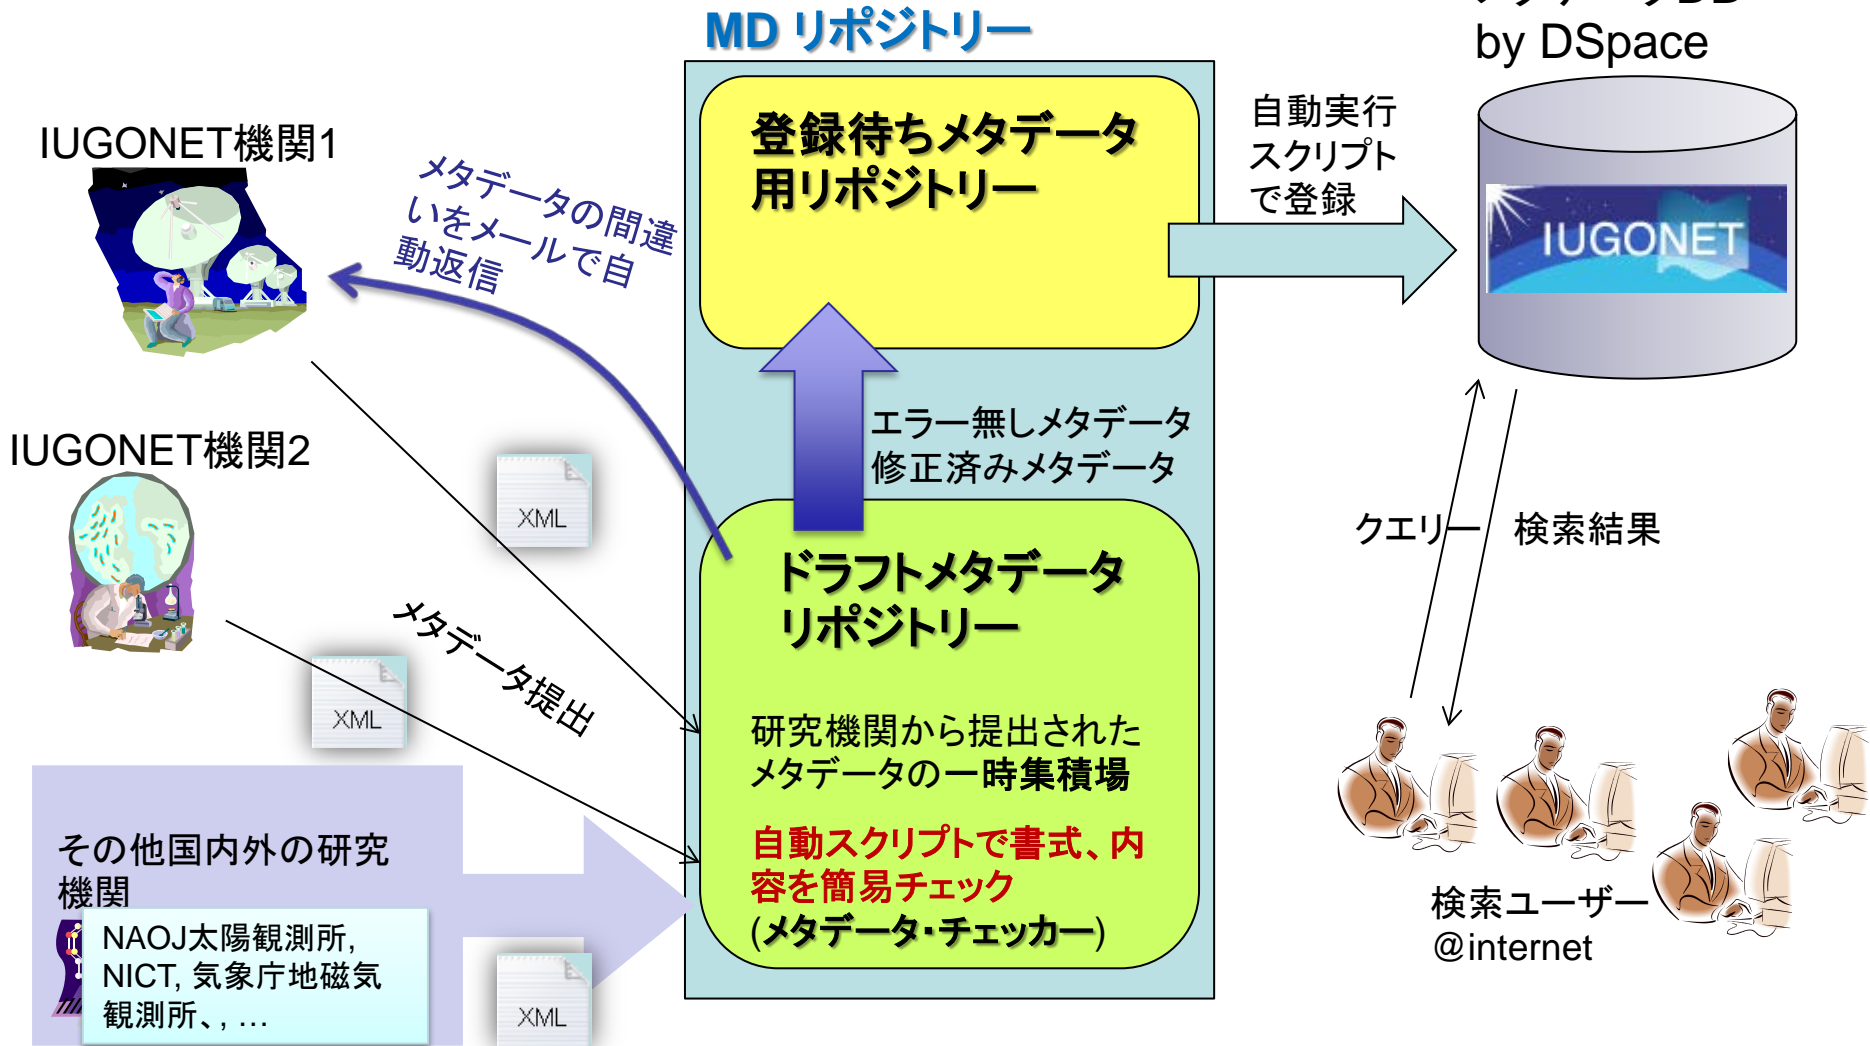 MD リポジトリー
by DSpace
IUGONET機関1
メタデータの間違
いをメールで自
動返信
登録待ちメタデータ
用リポジトリー
自動実行
スクリプト
で登録
IUGONET
IUGONET機関2
XML
エラー無しメタデータ
修正済みメタデータ
クエリー
検索結果
XML
メタデータ提出
ドラフトメタデータ
リポジトリー
研究機関から提出された
メタデータの一時集積場
自動スクリプトで書式、内
容を簡易チェック
(メタデータ・チェッカー)
その他国内外の研究
機関
NAOJ太陽観測所,
NICT, 気象庁地磁気
観測所、, …
XML
検索ユーザー
@internet